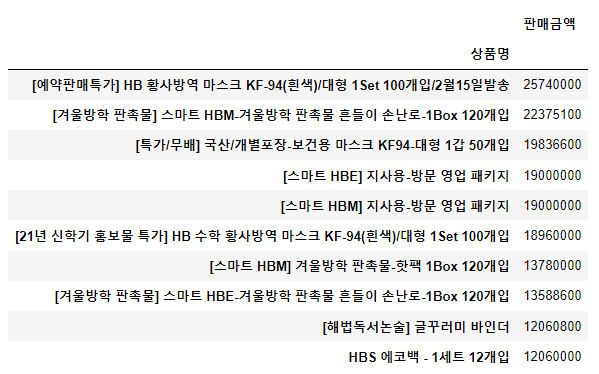 판매금액
상품명
[예약판매특가] HB 황사방역 마스크 KF-94(흰색)/대형 1Set 100개입/2월15일발송 25740000
[겨울방학 판촉물] 스마트 HBM-겨울방학 판촉물 흔들이 손난로-1Box 120개입 22375100
[특가/무배] 국산/개별포장-보건용 마스크 KF94-대형 1갑 50개입 19836600
[스마트 HBE] 지사용-방문 영업 패키지 19000000
[스마트 HBM] 지사용-방문 영업 패키지 19000000
[21년 신학기 홍보물 특가] HB 수학 황사방역 마스크 KF-94(흰색)/대형 1Set 100개입 18960000
[스마트 HBM] 겨울방학 판촉물-핫팩 1Box 120개입 13780000
[겨울방학 판촉물] 스마트 HBE-겨울방학 판촉물 흔들이 손난로-1Box 120개입 13588600
[해법독서논술] 글꾸러미 바인더 12060800
HBS 에코백 - 1세트 12개입 12060000